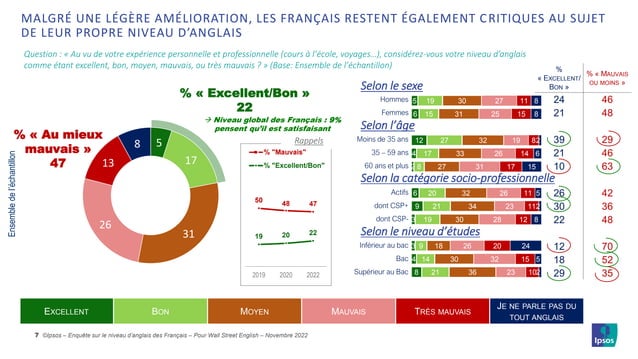 MALGRÉ UNE LÉGÈRE AMÉLIORATION, LES FRANÇAIS RESTENT ÉGALEMENT CRITIQUES AU SUJET
DE LEUR PROPRE NIVEAU D'ANGLAIS
Question : « Au vu de votre expérience personnelle et professionnelle (cours à l'école, voyages…), considérez-vous votre niveau d'anglais
comme étant excellent, bon, moyen, mauvais, ou très mauvais ? » (Base: Ensemble de l'échantillon)
% « Excellent/Bon »
22
→ Niveau global des Français : 9%
pensent qu'il est satisfaisant
% « Au mieux
mauvais »
47
Ensemble de l'échantillon
5
17
31
26
13
8
Rappels
% "Mauvais"
% "Excellent/Bon"
50 48 47
19 20 22
2019 2020 2022
%
« EXCELLENT/
BON »
% « MAUVAIS
OU MOINS »
Selon le sexe
Hommes 5 19 30 27 11 8 24 46
Femmes 6 15 31 25 15 8 21 48
Selon l'âge
Moins de 35 ans 12 27 32 19 8 2 39 29
35 – 59 ans 4 17 33 26 14 6 21 46
60 ans et plus 2 8 27 31 17 15 10 63
Selon la catégorie socio-professionnelle
Actifs 6 20 32 26 11 5 26 42
dont CSP+ 9 21 34 23 11 2 30 36
dont CSP- 3 19 30 28 12 8 22 48
Selon le niveau d'études
Inférieur au bac 3 9 18 26 20 24 12 70
Bac 4 14 30 32 15 5 18 52
Supérieur au Bac 8 21 36 23 10 2 29 35
EXCELLENT
BON
MOYEN
MAUVAIS
TRÈS MAUVAIS
JE NE PARLE PAS DU
TOUT ANGLAIS
7 ©Ipsos – Enquête sur le niveau d'anglais des Français – Pour Wall Street English – Novembre 2022
Ipsos